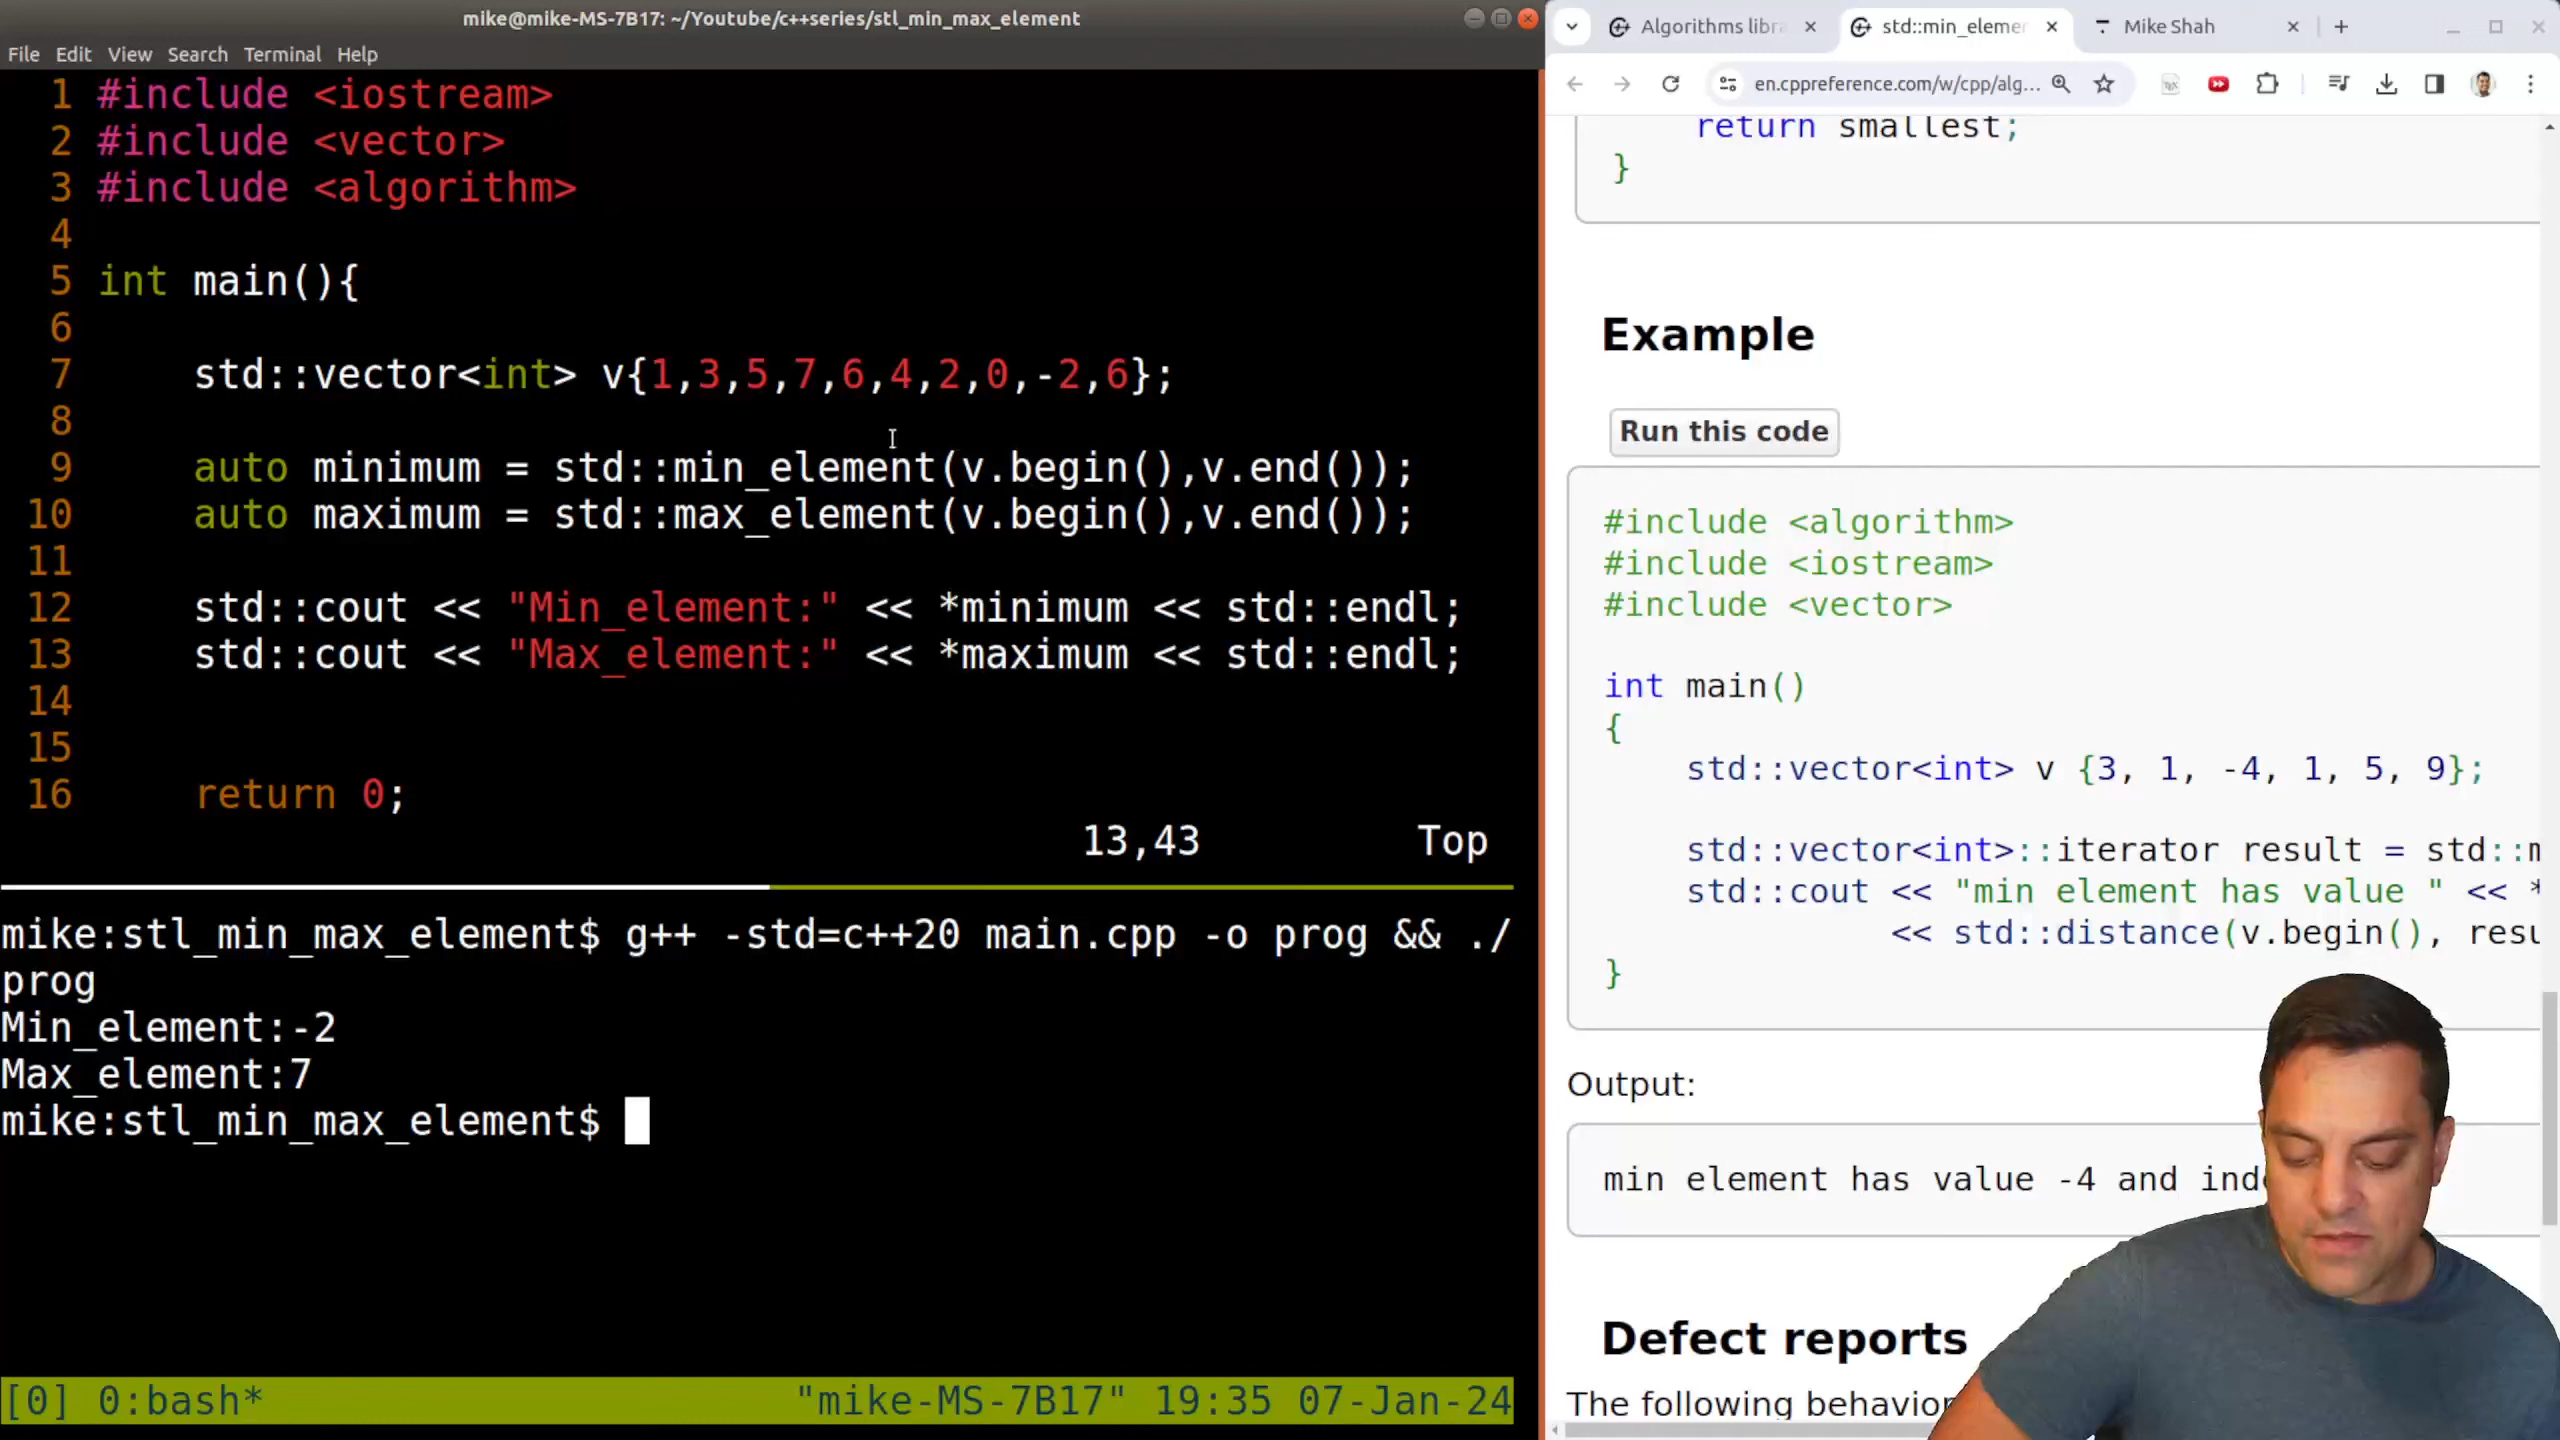 mike@mike-MS-7B17: ~/Youtube/c++series/stl_min_max_element
File Edit View Search Terminal Help
1 #include <iostream>
2 #include <vector>
3 #include <algorithm>
4
5 int main(){
6
7 std::vector<int> v{1,3,5,7,6,4,2,0,-2,6};
8
9 auto minimum = std::min_element(v.begin(),v.end());
10 auto maximum = std::max_element(v.begin(),v.end());
11
12 std::cout << "Min_element:" << *minimum << std::endl;
13 std::cout << "Max_element:" << *maximum << std::endl;
14
15
16 return 0;
13,43 Top
mike:stl_min_max_element$ g++ -std=c++20 main.cpp -o prog && ./
prog
Min_element:-2
Max_element:7
mike:stl_min_max_element$
[0] 0:bash* "mike-MS-7B17" 19:35 07-Jan-24
Algorithms libra std::min_elemen Mike Shah
en.cppreference.com/w/cpp/alg...
return smallest;
}
Example
Run this code
#include <algorithm>
#include <iostream>
#include <vector>
int main()
{
std::vector<int> v {3, 1, -4, 1, 5, 9};
std::vector<int>::iterator result = std::m
std::cout << "min element has value " << *
<< std::distance(v.begin(), resu
}
Output:
min element has value -4 and inde
Defect reports
The following behavior